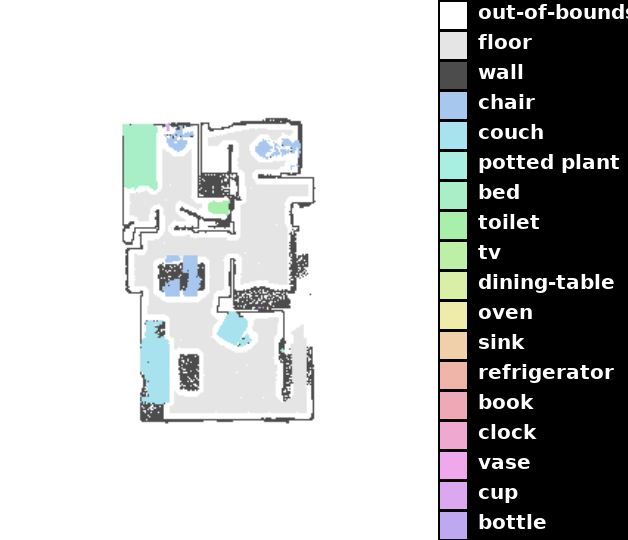 out-of-bounds
floor
wall
chair
couch
potted plant
bed
toilet
tv
dining-table
oven
sink
refrigerator
book
clock
vase
cup
bottle